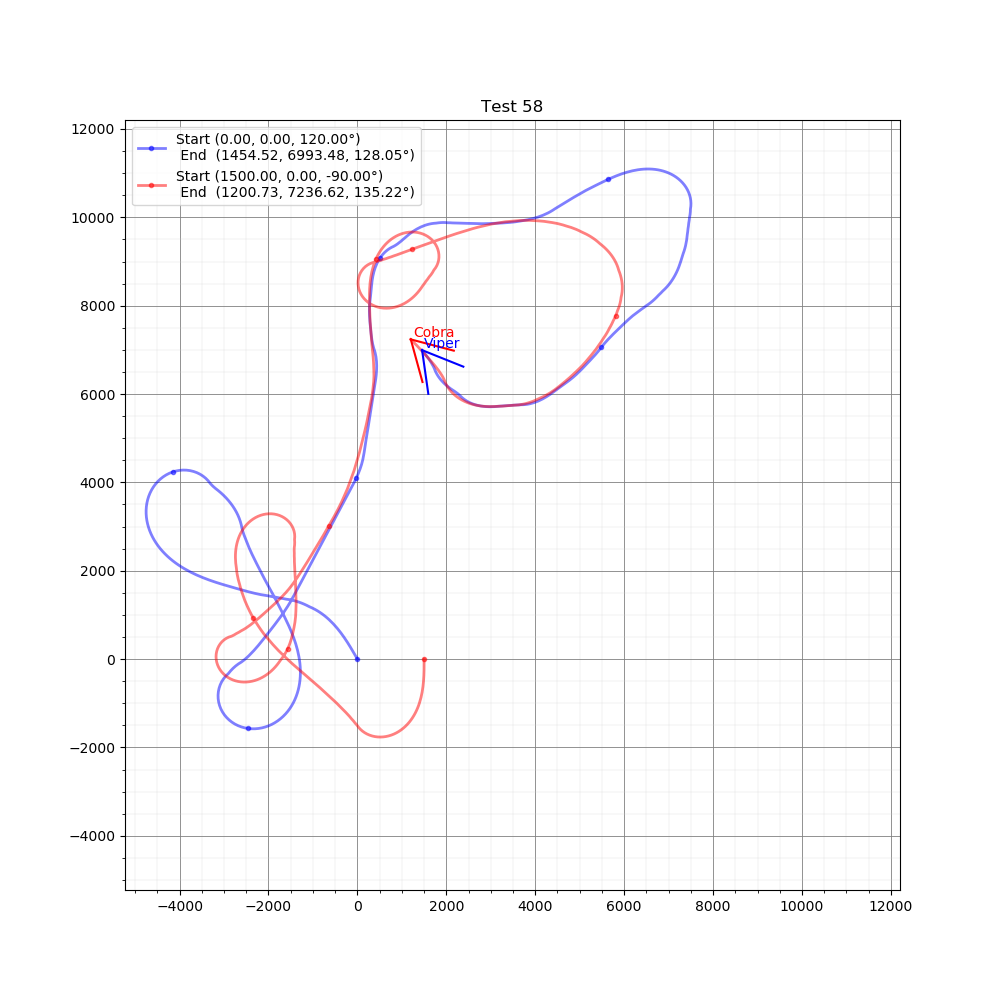 Test 58
Start (0.00, 0.00, 120.00°)
End  (1454.52, 6993.48, 128.05°)
Start (1500.00, 0.00, -90.00°)
End  (1200.73, 7236.62, 135.22°)
12000
10000
8000
6000
4000
2000
0
−2000
−4000
Cobra
Viper
−4000 −2000 0 2000 4000 6000 8000 10000 12000